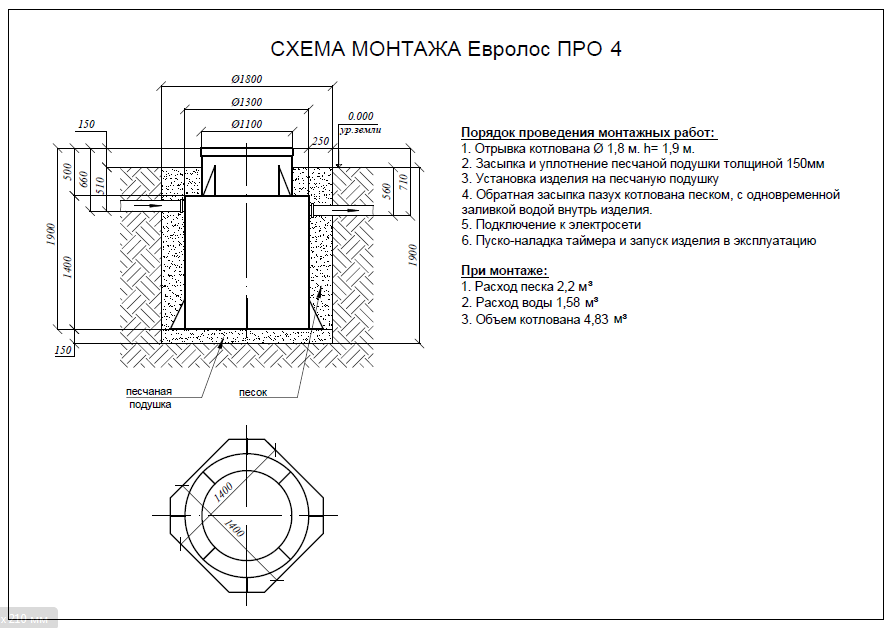 СХЕМА МОНТАЖА Евролос ПРО 4
Ø1800
Ø1300
Ø1100
150
250
0.000
ур.земли
500
660
510
560
710
1900
1400
1900
150
песчаная
подушка
песок
1400
1400
Порядок проведения монтажных работ:
1. Отрывка котлована Ø 1,8 м. h= 1,9 м.
2. Засыпка и уплотнение песчаной подушки толщиной 150мм
3. Установка изделия на песчаную подушку
4. Обратная засыпка пазух котлована песком, с одновременной
заливкой водой внутрь изделия.
5. Подключение к электросети
6. Пуско-наладка таймера и запуск изделия в эксплуатацию
При монтаже:
1. Расход песка 2,2 м³
2. Расход воды 1,58 м³
3. Объем котлована 4,83 м³
x210 мм